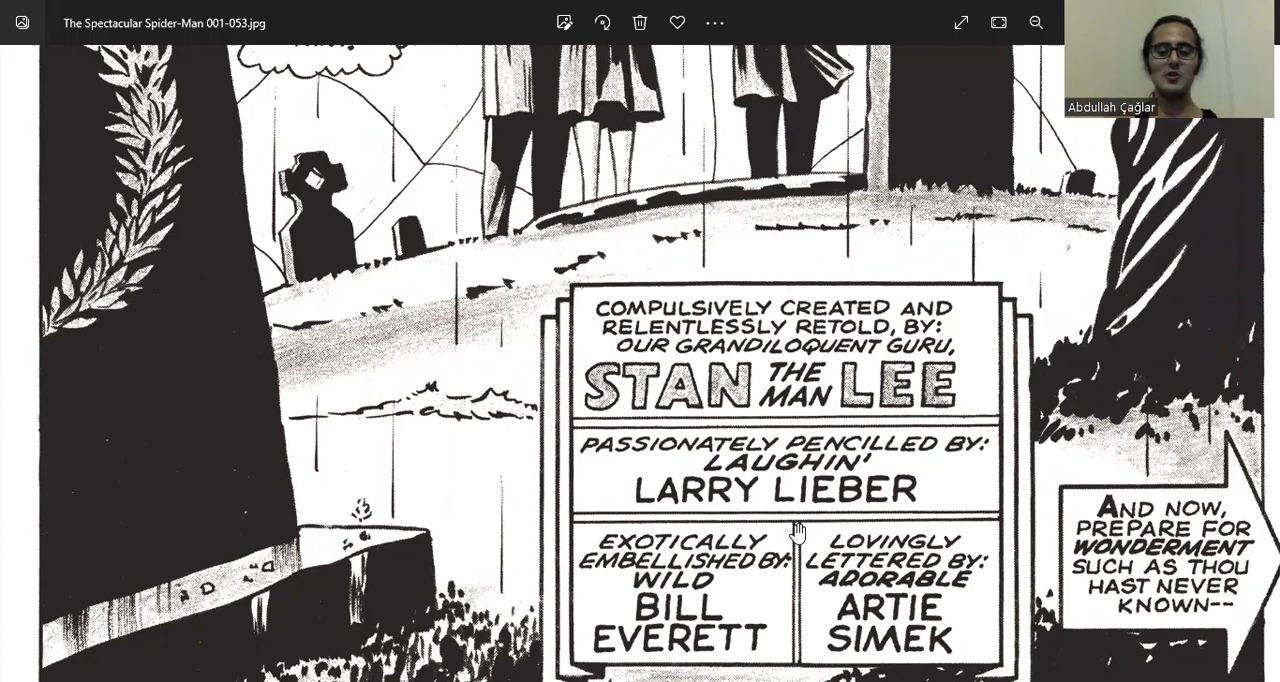 The Spectacular Spider-Man 001-053.jpg
Abdullah Çağlar
COMPULSIVELY CREATED AND
RELENTLESSLY RETOLD, BY:
OUR GRANDILOQUENT GURU,
STAN THE MAN LEE
PASSIONATELY PENCILLED BY:
LAUGHIN'
LARRY LIEBER
EXOTICALLY
EMBELLISHED BY:
WILD
BILL
EVERETT
LOVINGLY
LETTERED BY:
ADORABLE
ARTIE
SIMEK
AND NOW,
PREPARE FOR
WONDERMENT
SUCH AS THOU
HAST NEVER
KNOWN--